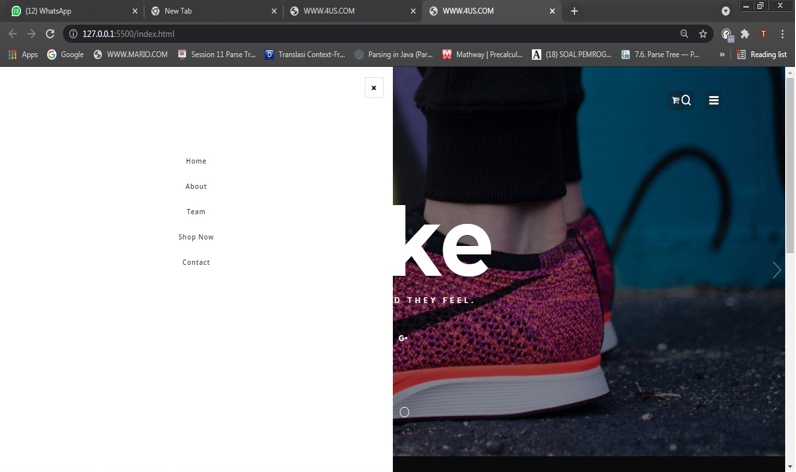 (12) WhatsApp
New Tab
WWW.4US.COM
WWW.4US.COM
127.0.0.1:5500/index.html
T
Apps
Google
WWW.MARIO.COM
Session 11 Parse Tr...
Translasi Context-Fr...
Parsing in Java (Par...
Mathway | Precalcul...
(18) SOAL PEMROG...
7.6. Parse Tree — P...
»
Reading list
×
Home
About
Team
Shop Now
Contact
ke
D THEY FEEL.
G+